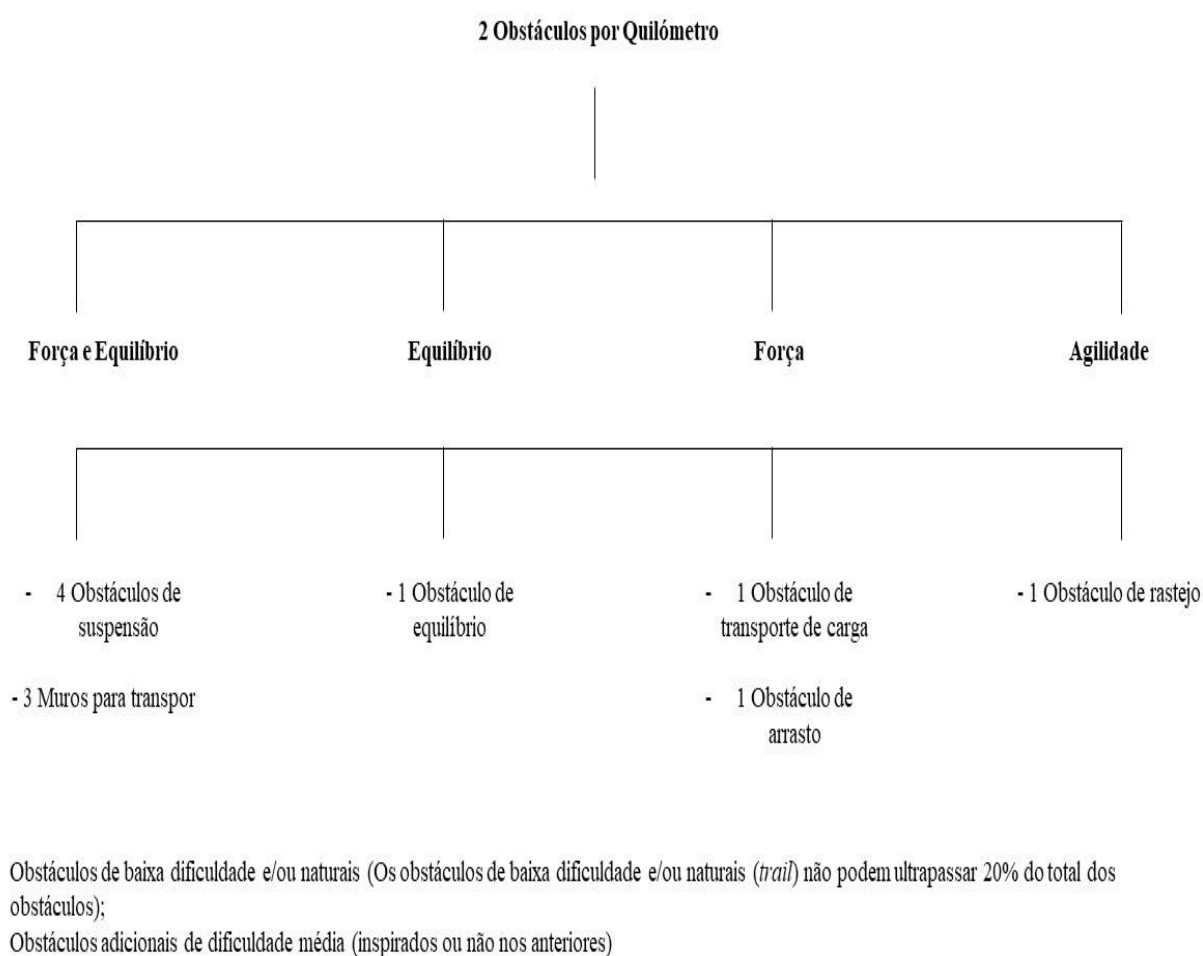 2 Obstáculos por Quilómetro
Força e Equilíbrio
Equilíbrio
Força
Agilidade
- 4 Obstáculos de
suspensão
- 3 Muros para transpor
- 1 Obstáculo de
equilíbrio
- 1 Obstáculo de
transporte de carga
- 1 Obstáculo de
arrasto
- 1 Obstáculo de rastejo
Obstáculos de baixa dificuldade e/ou naturais (Os obstáculos de baixa dificuldade e/ou naturais (trail) não podem ultrapassar 20% do total dos
obstáculos);
Obstáculos adicionais de dificuldade média (inspirados ou não nos anteriores)